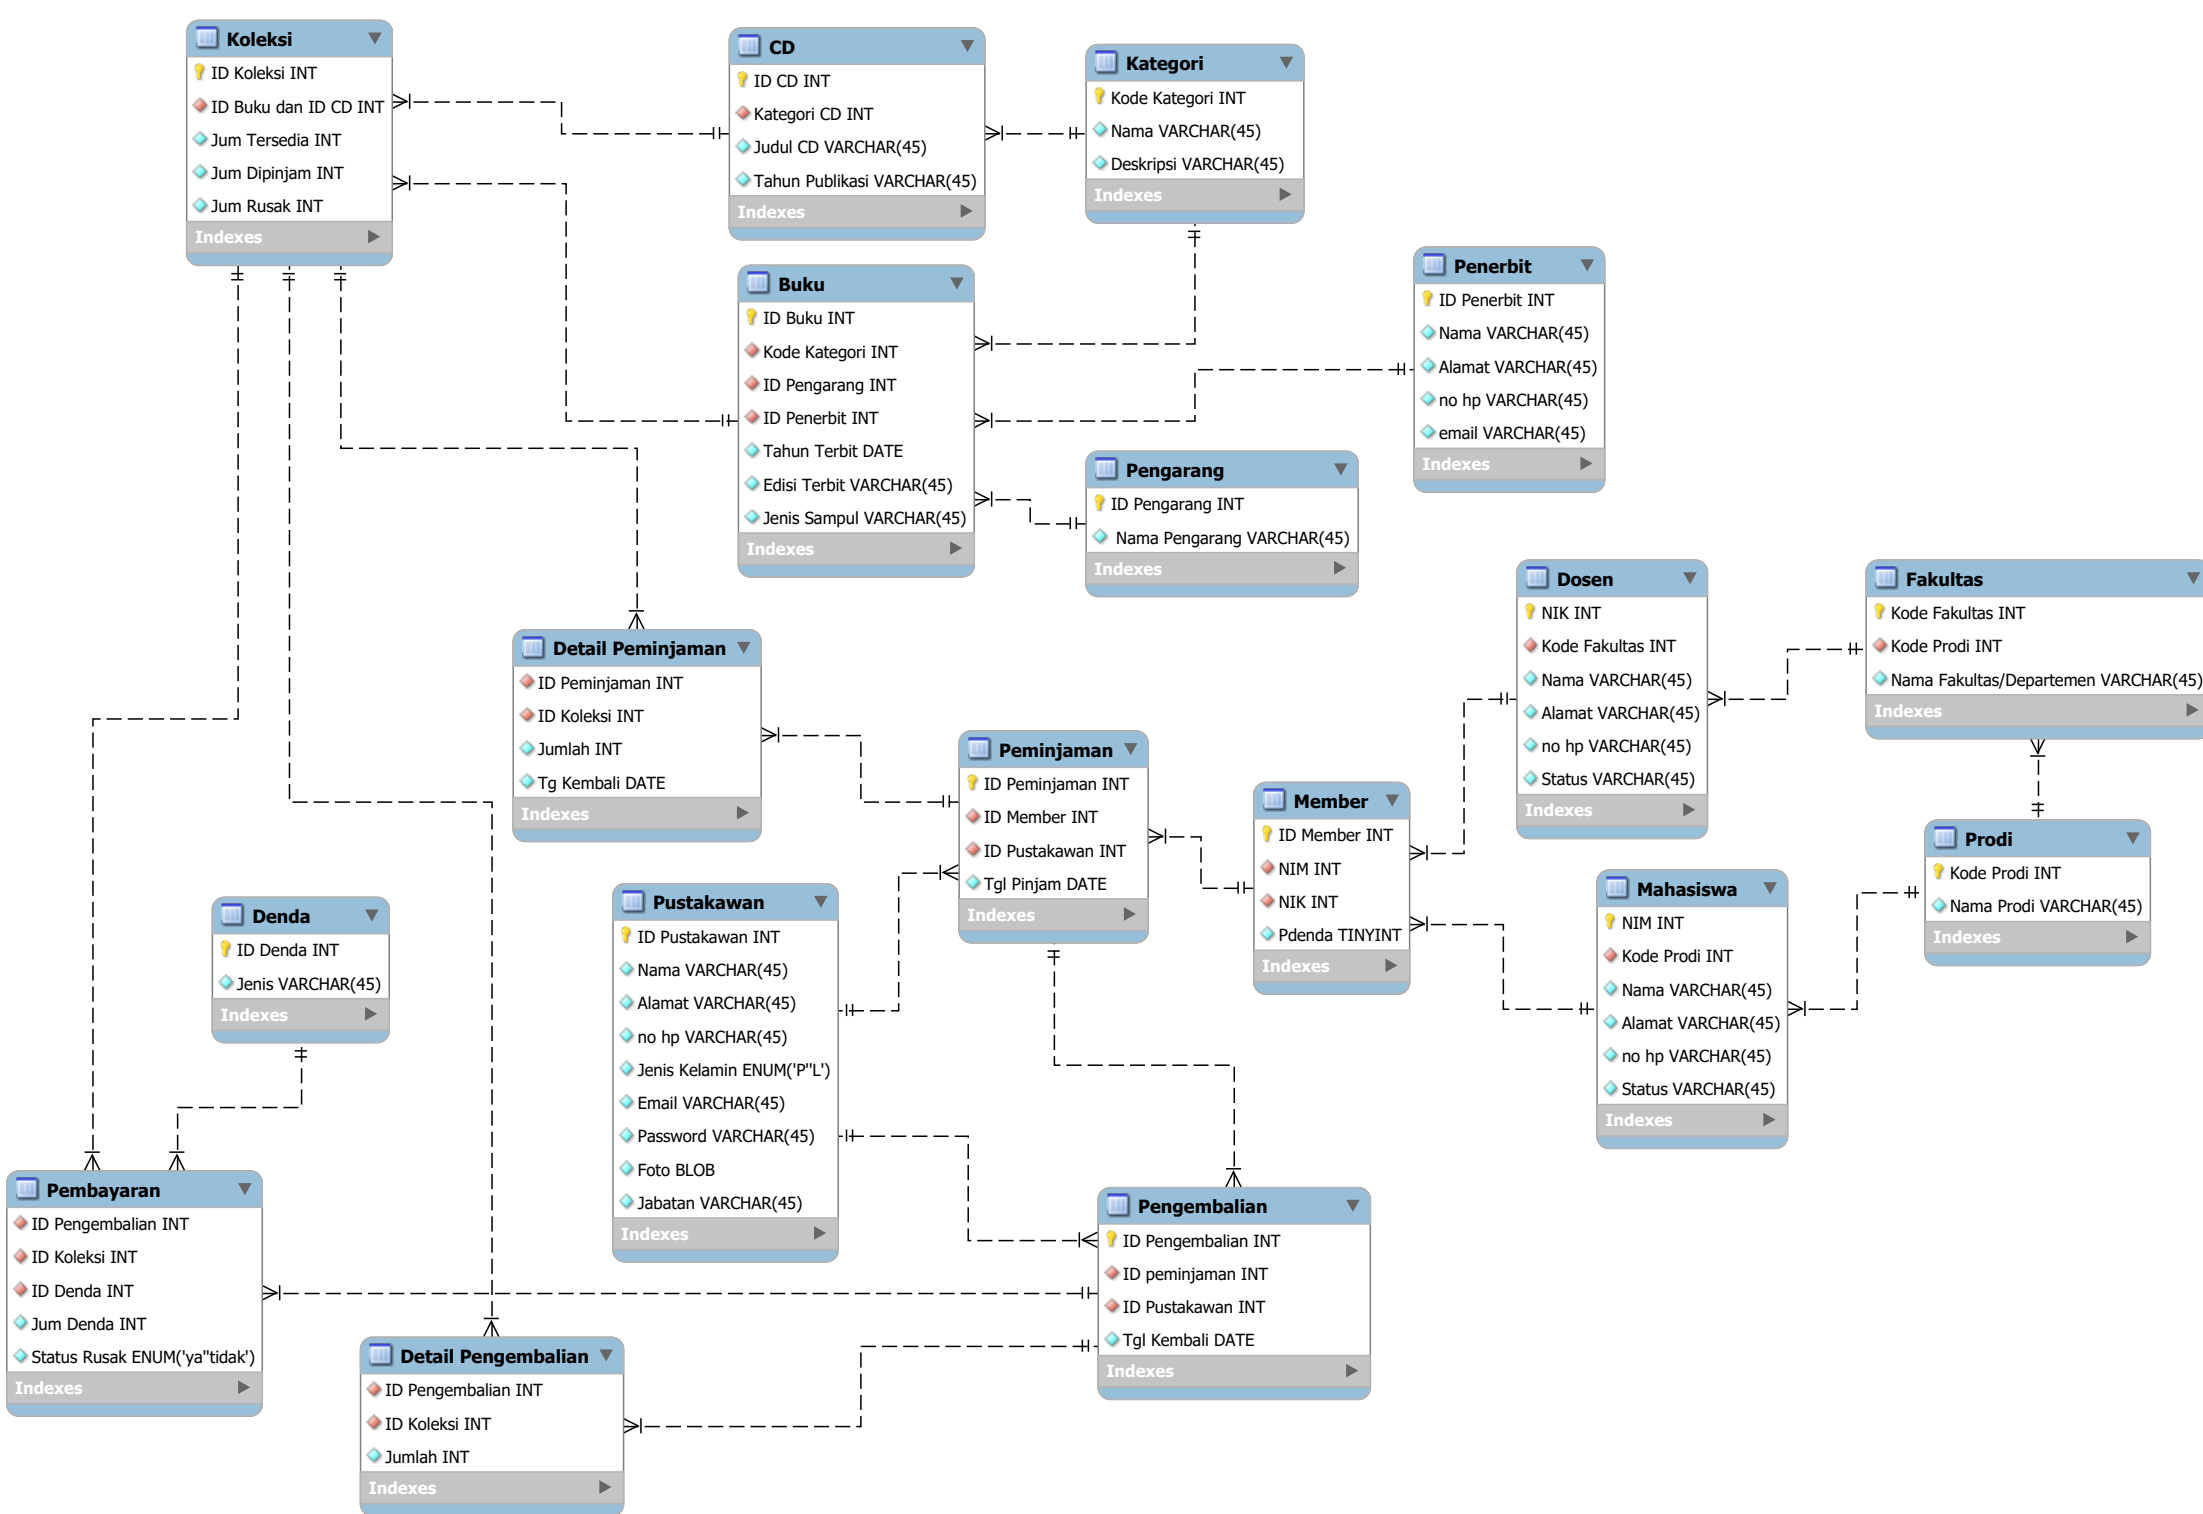 Koleksi
ID Koleksi INT
ID Buku dan ID CD INT
Jum Tersedia INT
Jum Dipinjam INT
Jum Rusak INT
Indexes
CD
ID CD INT
Kategori CD INT
Judul CD VARCHAR(45)
Tahun Publikasi VARCHAR(45)
Indexes
Kategori
Kode Kategori INT
Nama VARCHAR(45)
Deskripsi VARCHAR(45)
Indexes
Buku
ID Buku INT
Kode Kategori INT
ID Pengarang INT
ID Penerbit INT
Tahun Terbit DATE
Edisi Terbit VARCHAR(45)
Jenis Sampul VARCHAR(45)
Indexes
Penerbit
ID Penerbit INT
Nama VARCHAR(45)
Alamat VARCHAR(45)
no hp VARCHAR(45)
email VARCHAR(45)
Indexes
Pengarang
ID Pengarang INT
Nama Pengarang VARCHAR(45)
Indexes
Detail Peminjaman
ID Peminjaman INT
ID Koleksi INT
Jumlah INT
Tg Kembali DATE
Indexes
Peminjaman
ID Peminjaman INT
ID Member INT
ID Pustakawan INT
Tgl Pinjam DATE
Indexes
Member
ID Member INT
NIM INT
NIK INT
Pdenda TINYINT
Indexes
Dosen
NIK INT
Kode Fakultas INT
Nama VARCHAR(45)
Alamat VARCHAR(45)
no hp VARCHAR(45)
Status VARCHAR(45)
Indexes
Fakultas
Kode Fakultas INT
Kode Prodi INT
Nama Fakultas/Departemen VARCHAR(45)
Indexes
Prodi
Kode Prodi INT
Nama Prodi VARCHAR(45)
Indexes
Mahasiswa
NIM INT
Kode Prodi INT
Nama VARCHAR(45)
Alamat VARCHAR(45)
no hp VARCHAR(45)
Status VARCHAR(45)
Indexes
Denda
ID Denda INT
Jenis VARCHAR(45)
Indexes
Pustakawan
ID Pustakawan INT
Nama VARCHAR(45)
Alamat VARCHAR(45)
no hp VARCHAR(45)
Jenis Kelamin ENUM('P"L')
Email VARCHAR(45)
Password VARCHAR(45)
Foto BLOB
Jabatan VARCHAR(45)
Indexes
Pembayaran
ID Pengembalian INT
ID Koleksi INT
ID Denda INT
Jum Denda INT
Status Rusak ENUM('ya"tidak')
Indexes
Detail Pengembalian
ID Pengembalian INT
ID Koleksi INT
Jumlah INT
Indexes
Pengembalian
ID Pengembalian INT
ID peminjaman INT
ID Pustakawan INT
Tgl Kembali DATE
Indexes